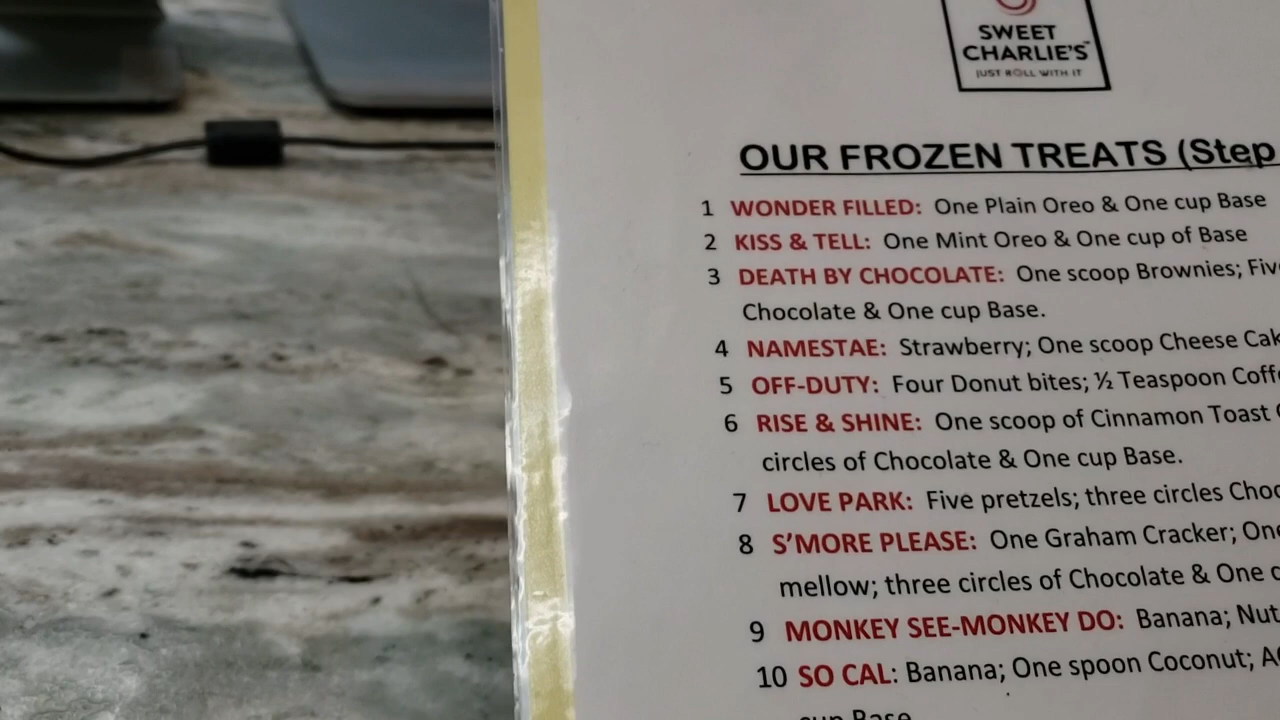 SWEET
CHARLIE'S™
JUST ROLL WITH IT
OUR FROZEN TREATS (Step
1 WONDER FILLED: One Plain Oreo & One cup Base
2 KISS & TELL: One Mint Oreo & One cup of Base
3 DEATH BY CHOCOLATE: One scoop Brownies; Five
Chocolate & One cup Base.
4 NAMESTAE: Strawberry; One scoop Cheese Cak
5 OFF-DUTY: Four Donut bites; ½ Teaspoon Coffe
6 RISE & SHINE: One scoop of Cinnamon Toast C
circles of Chocolate & One cup Base.
7 LOVE PARK: Five pretzels; three circles Choc
8 S'MORE PLEASE: One Graham Cracker; One
mellow; three circles of Chocolate & One c
9 MONKEY SEE-MONKEY DO: Banana; Nut
10 SO CAL: Banana; One spoon Coconut; A
cup Base